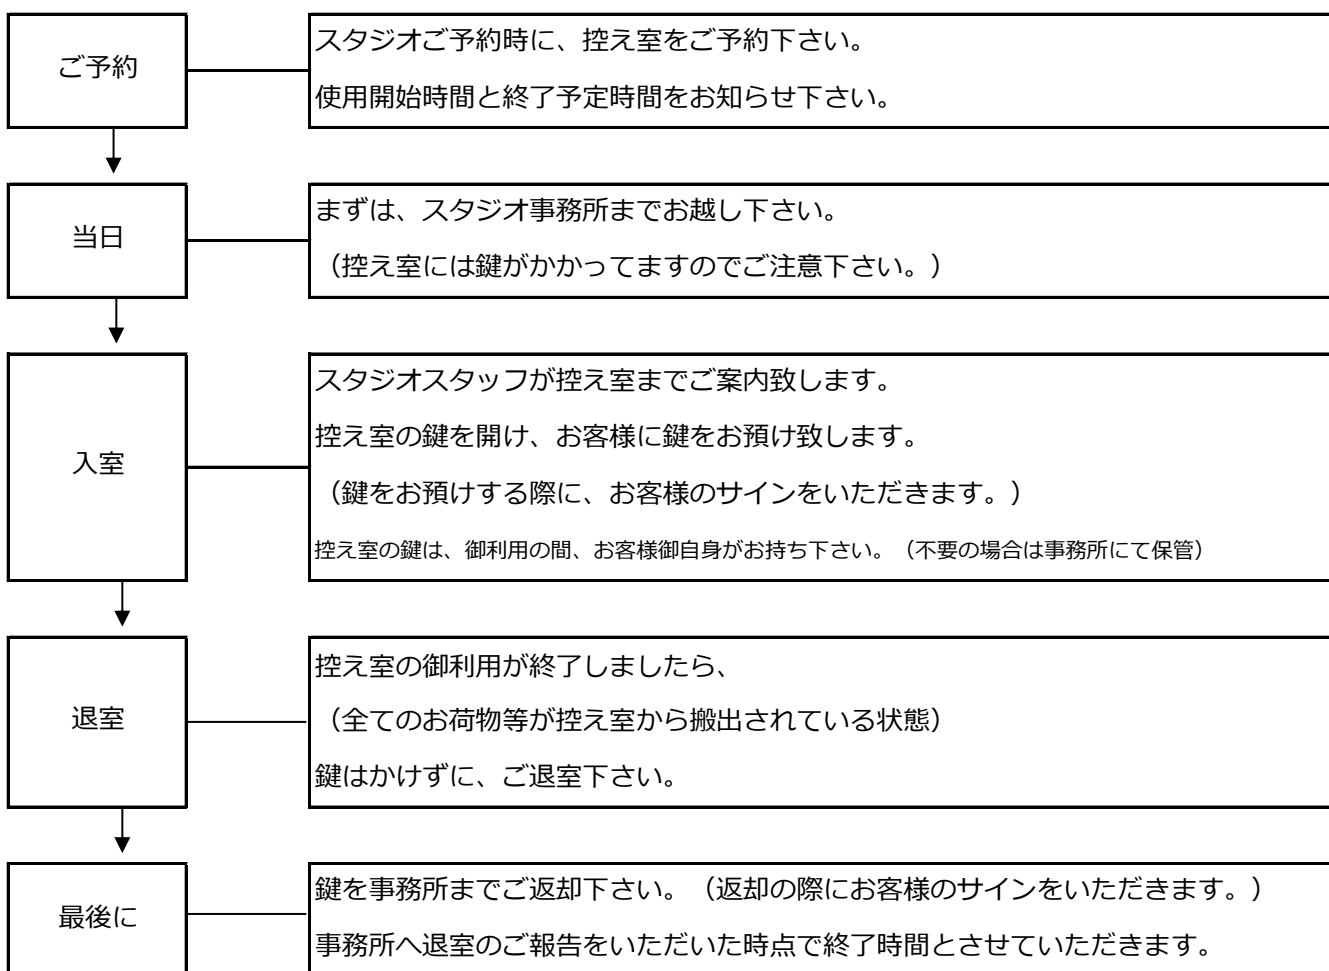 ご予約
スタジオご予約時に、控え室をご予約下さい。
使用開始時間と終了予定時間をお知らせ下さい。
当日
まずは、スタジオ事務所までお越し下さい。
（控え室には鍵がかかってますのでご注意下さい。）
入室
スタジオスタッフが控え室までご案内致します。
控え室の鍵を開け、お客様に鍵をお預け致します。
（鍵をお預けする際に、お客様のサインをいただきます。）
控え室の鍵は、御利用の間、お客様御自身がお持ち下さい。（不要の場合は事務所にて保管）
退室
控え室の御利用が終了しましたら、
（全てのお荷物等が控え室から搬出されている状態）
鍵はかけずに、ご退室下さい。
最後に
鍵を事務所までご返却下さい。（返却の際にお客様のサインをいただきます。）
事務所へ退室のご報告をいただいた時点で終了時間とさせていただきます。